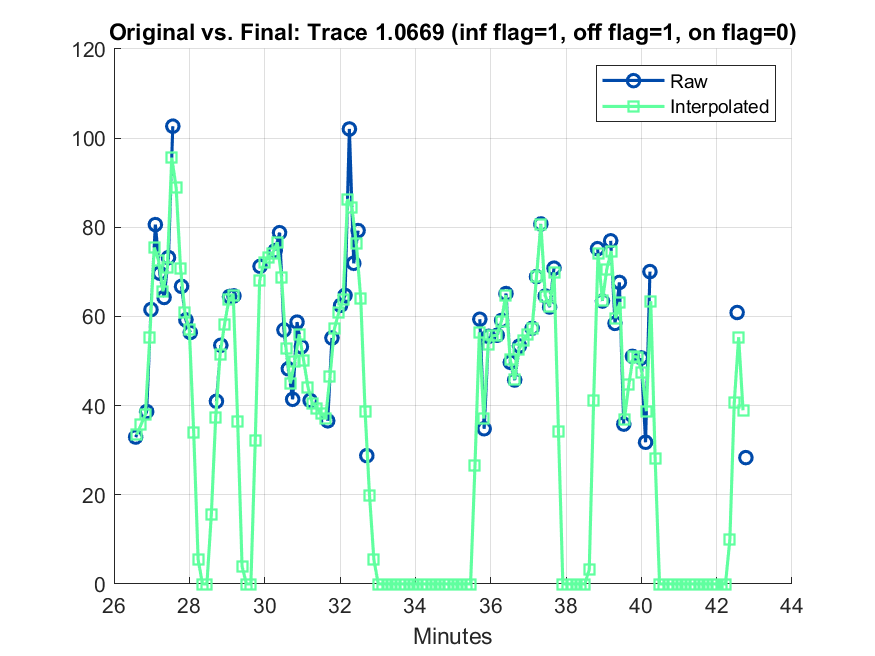 Original vs. Final: Trace 1.0669 (inf flag=1, off flag=1, on flag=0)
120
100
80
60
40
20
0
Raw
Interpolated
26 28 30 32 34 36 38 40 42 44
Minutes